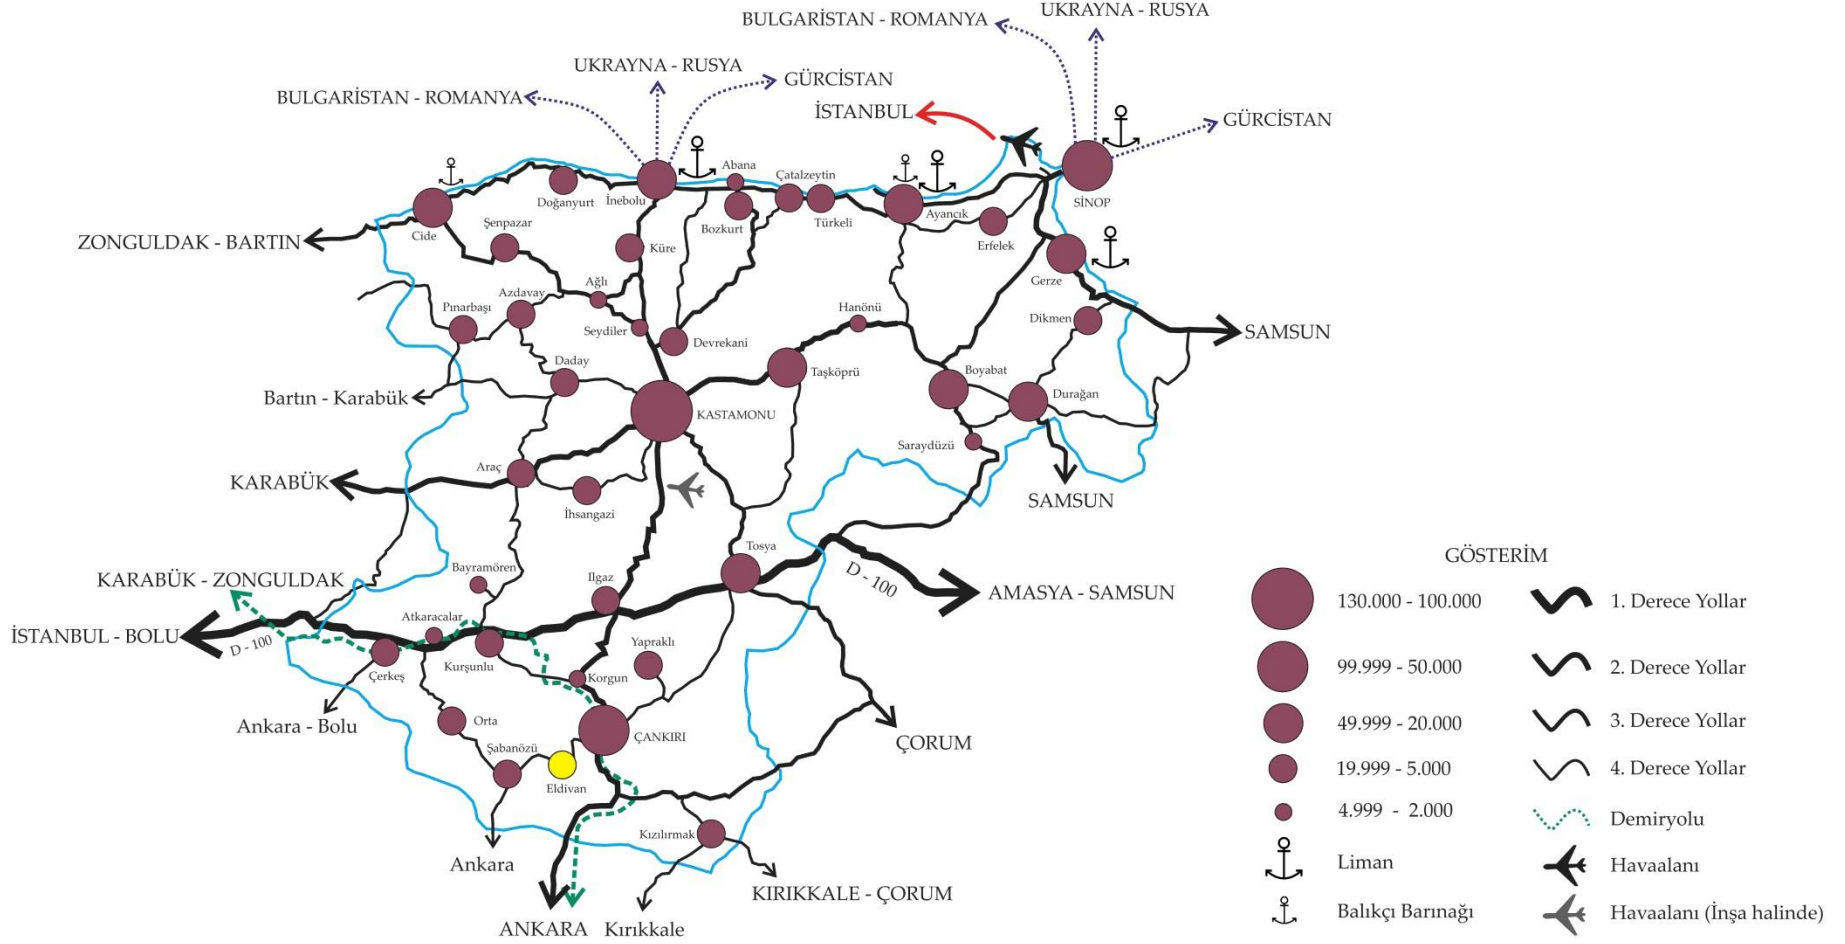 BULGARİSTAN - ROMANYA
UKRAYNA - RUSYA
UKRAYNA - RUSYA
GÜRCİSTAN
BULGARİSTAN - ROMANYA
İSTANBUL
GÜRCİSTAN
Abana
Çatalzeytin
Doğanyurt
İnebolu
Türkeli
Ayancık
SİNOP
Cide
Şenpazar
Bozkurt
Erfelek
ZONGULDAK - BARTIN
Küre
Gerze
Ağlı
Azdavay
Pınarbaşı
Hanönü
Dikmen
Seydiler
Devrekani
SAMSUN
Daday
Taşköprü
Boyabat
Durağan
Bartın - Karabük
KASTAMONU
Saraydüzü
Araç
KARABÜK
İhsangazi
SAMSUN
Tosya
GÖSTERİM
KARABÜK - ZONGULDAK
Bayramören
Ilgaz
D - 100
AMASYA - SAMSUN
130.000 - 100.000
1. Derece Yollar
Atkaracalar
İSTANBUL - BOLU
D - 100
Yapraklı
Kurşunlu
Çerkeş
Korgun
99.999 - 50.000
2. Derece Yollar
Ankara - Bolu
Orta
ÇANKIRI
49.999 - 20.000
3. Derece Yollar
ÇORUM
Şabanözü
Eldivan
19.999 - 5.000
4. Derece Yollar
4.999 - 2.000
Demiryolu
Kızılırmak
Ankara
Liman
Havaalanı
KIRIKKALE - ÇORUM
ANKARA
Kırıkkale
Balıkçı Barınağı
Havaalanı (İnşa halinde)